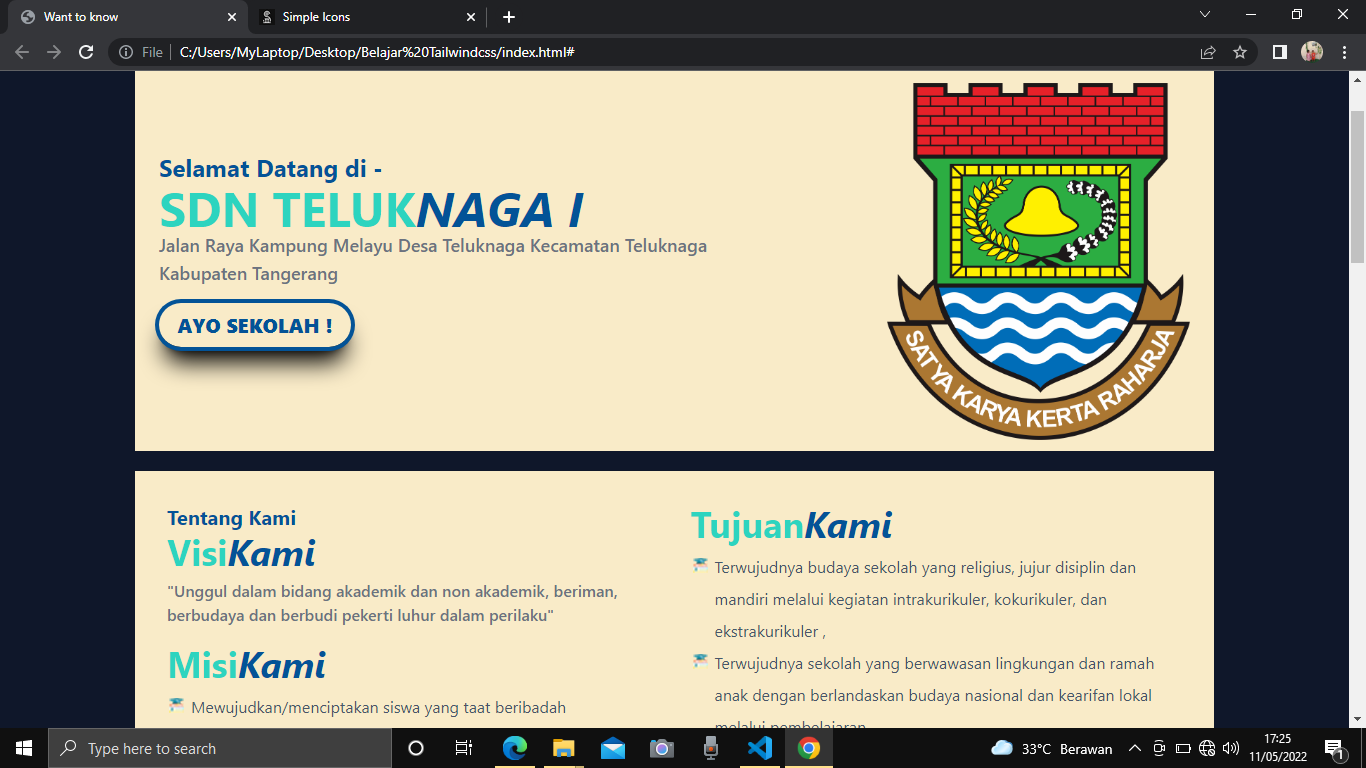 Want to know
Simple Icons
File
C:/Users/MyLaptop/Desktop/Belajar%20Tailwindcss/index.html#
Selamat Datang di -
SDN TELUKNAGA I
Jalan Raya Kampung Melayu Desa Teluknaga Kecamatan Teluknaga
Kabupaten Tangerang
AYO SEKOLAH !
SATYA KARYA KERTA RAHARJA
Tentang Kami
VisiKami
"Unggul dalam bidang akademik dan non akademik, beriman,
berbudaya dan berbudi pekerti luhur dalam perilaku"
MisiKami
Mewujudkan/menciptakan siswa yang taat beribadah
TujuanKami
Terwujudnya budaya sekolah yang religius, jujur disiplin dan
mandiri melalui kegiatan intrakurikuler, kokurikuler, dan
ekstrakurikuler ,
Terwujudnya sekolah yang berwawasan lingkungan dan ramah
anak dengan berlandaskan budaya nasional dan kearifan lokal
melalui pembelajaran
Type here to search
33°C Berawan
17:25
11/05/2022
1